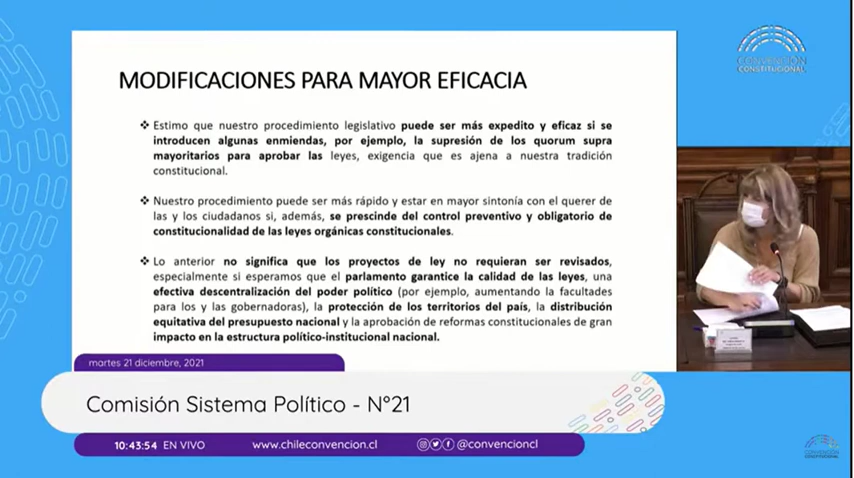 CONVENCIÓN
CONSTITUCIONAL
MODIFICACIONES PARA MAYOR EFICACIA
❖ Estimo que nuestro procedimiento legislativo puede ser más expedito y eficaz si se
introducen algunas enmiendas, por ejemplo, la supresión de los quorum supra
mayoritarios para aprobar las leyes, exigencia que es ajena a nuestra tradición
constitucional.
❖ Nuestro procedimiento puede ser más rápido y estar en mayor sintonía con el querer de
las y los ciudadanos si, además, se prescinde del control preventivo y obligatorio de
constitucionalidad de las leyes orgánicas constitucionales.
❖ Lo anterior no significa que los proyectos de ley no requieran ser revisados,
especialmente si esperamos que el parlamento garantice la calidad de las leyes, una
efectiva descentralización del poder político (por ejemplo, aumentando la facultades
para los y las gobernadoras), la protección de los territorios del país, la distribución
equitativa del presupuesto nacional y la aprobación de reformas constitucionales de gran
impacto en la estructura político-institucional nacional.
martes 21 diciembre, 2021
Comisión Sistema Político - N°21
10:43:54 EN VIVO www.chileconvencion.cl @convencioncl
CONVENCIÓN
CONSTITUCIONAL